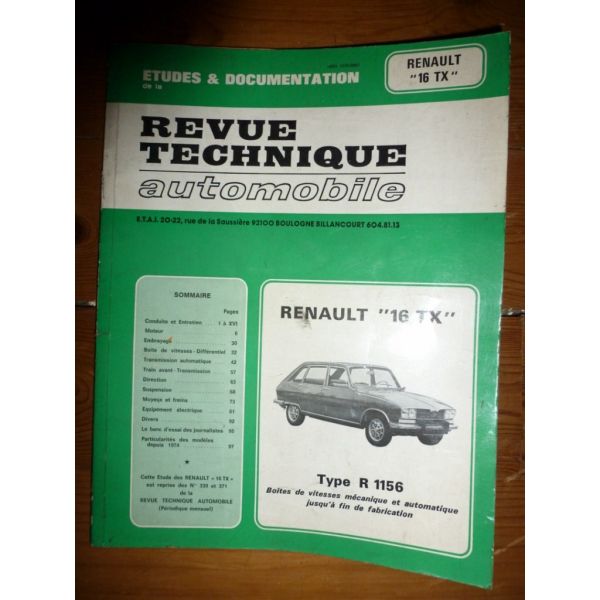 ETUDES & DOCUMENTATION
de la
RENAULT
"16 TX"
REVUE
TECHNIQUE
automobile
E.T.A.I. 20-22, rue de la Saussière 92100 BOULOGNE BILLANCOURT 604.81.13
SOMMAIRE
Pages
Conduite et Entretien .... I à XVI
Moteur 6
Embrayage 30
Boite de vitesses - Différentiel 32
Transmission automatique 42
Train avant - Transmission 57
Direction 63
Suspension 68
Moyeux et freins 73
Equipement électrique 81
Divers 92
Le banc d'essai des journalistes 95
Particularités des modèles
depuis 1974 97
★
Cette Etude des RENAULT « 16 TX »
est reprise des N° 330 et 371
de la
REVUE TECHNIQUE AUTOMOBILE
(Périodique mensuel)
RENAULT "16 TX"
Type R 1156
Boîtes de vitesses mécanique et automatique
jusqu'à fin de fabrication